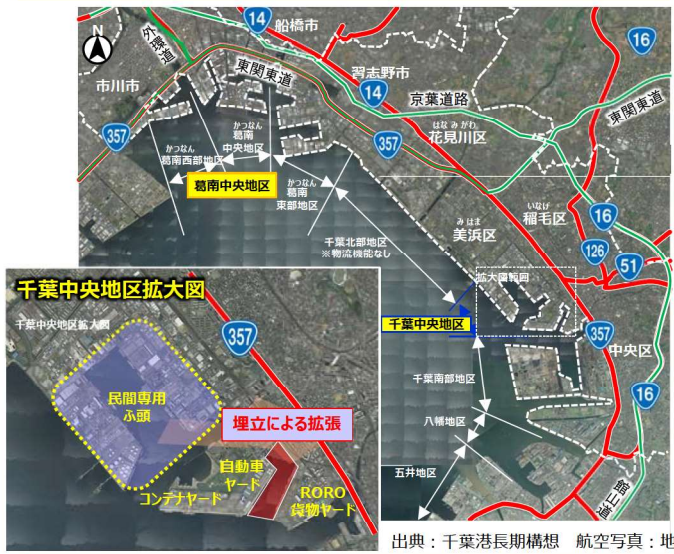 N
14
船橋市
外環道
16
東関東道
習志野市
14
市川市
京葉道路
東関東道
357
はなみがわ
花見川区
357
かつなん
葛南西部地区
かつなん
葛南
中央地区
葛南中央地区
かつなん
葛南
東部地区
いなげ
稲毛区
16
みはま
美浜区
千葉北部地区
※物流機能なし
126
51
拡大図範囲
千葉中央地区
357
中央区
千葉南部地区
16
八幡地区
五井地区
館山道
千葉中央地区拡大図
千葉中央地区拡大図
357
民間専用
ふ頭
埋立による拡張
自動車
ヤード
コンテナヤード
RORO
貨物ヤード
出典：千葉港長期構想 航空写真：地